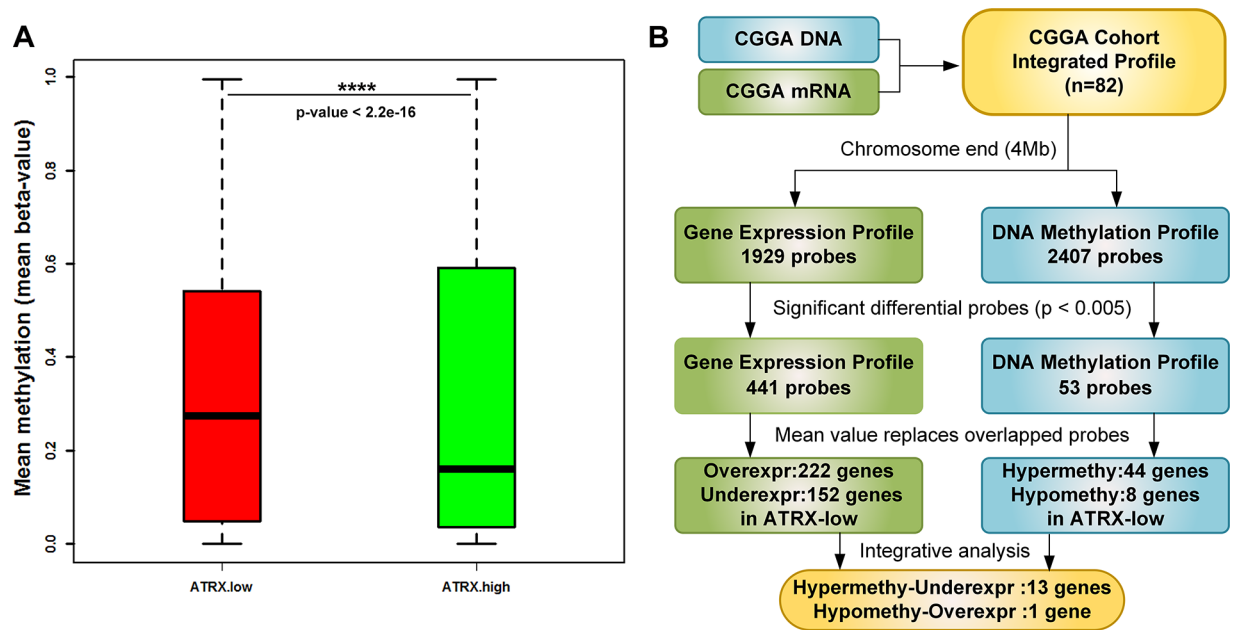 A
Mean methylation (mean beta-value)
1.0
0.8
0.6
0.4
0.2
0.0
****
p-value < 2.2e-16
ATRX.low
ATRX.high
B
CGGA DNA
CGGA mRNA
CGGA Cohort
Integrated Profile
(n=82)
Chromosome end (4Mb)
Gene Expression Profile
1929 probes
DNA Methylation Profile
2407 probes
Significant differential probes (p < 0.005)
Gene Expression Profile
441 probes
DNA Methylation Profile
53 probes
Mean value replaces overlapped probes
Overexpr:222 genes
Underexpr:152 genes
in ATRX-low
Hypermethy:44 genes
Hypomethy:8 genes
in ATRX-low
Integrative analysis
Hypermethy-Underexpr :13 genes
Hypomethy-Overexpr :1 gene